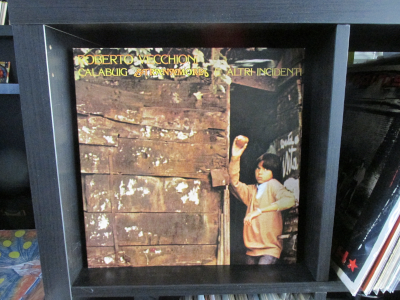 ROBERTO VECCHIONI
CALABUIG STRANAMORE E ALTRI INCIDENTI